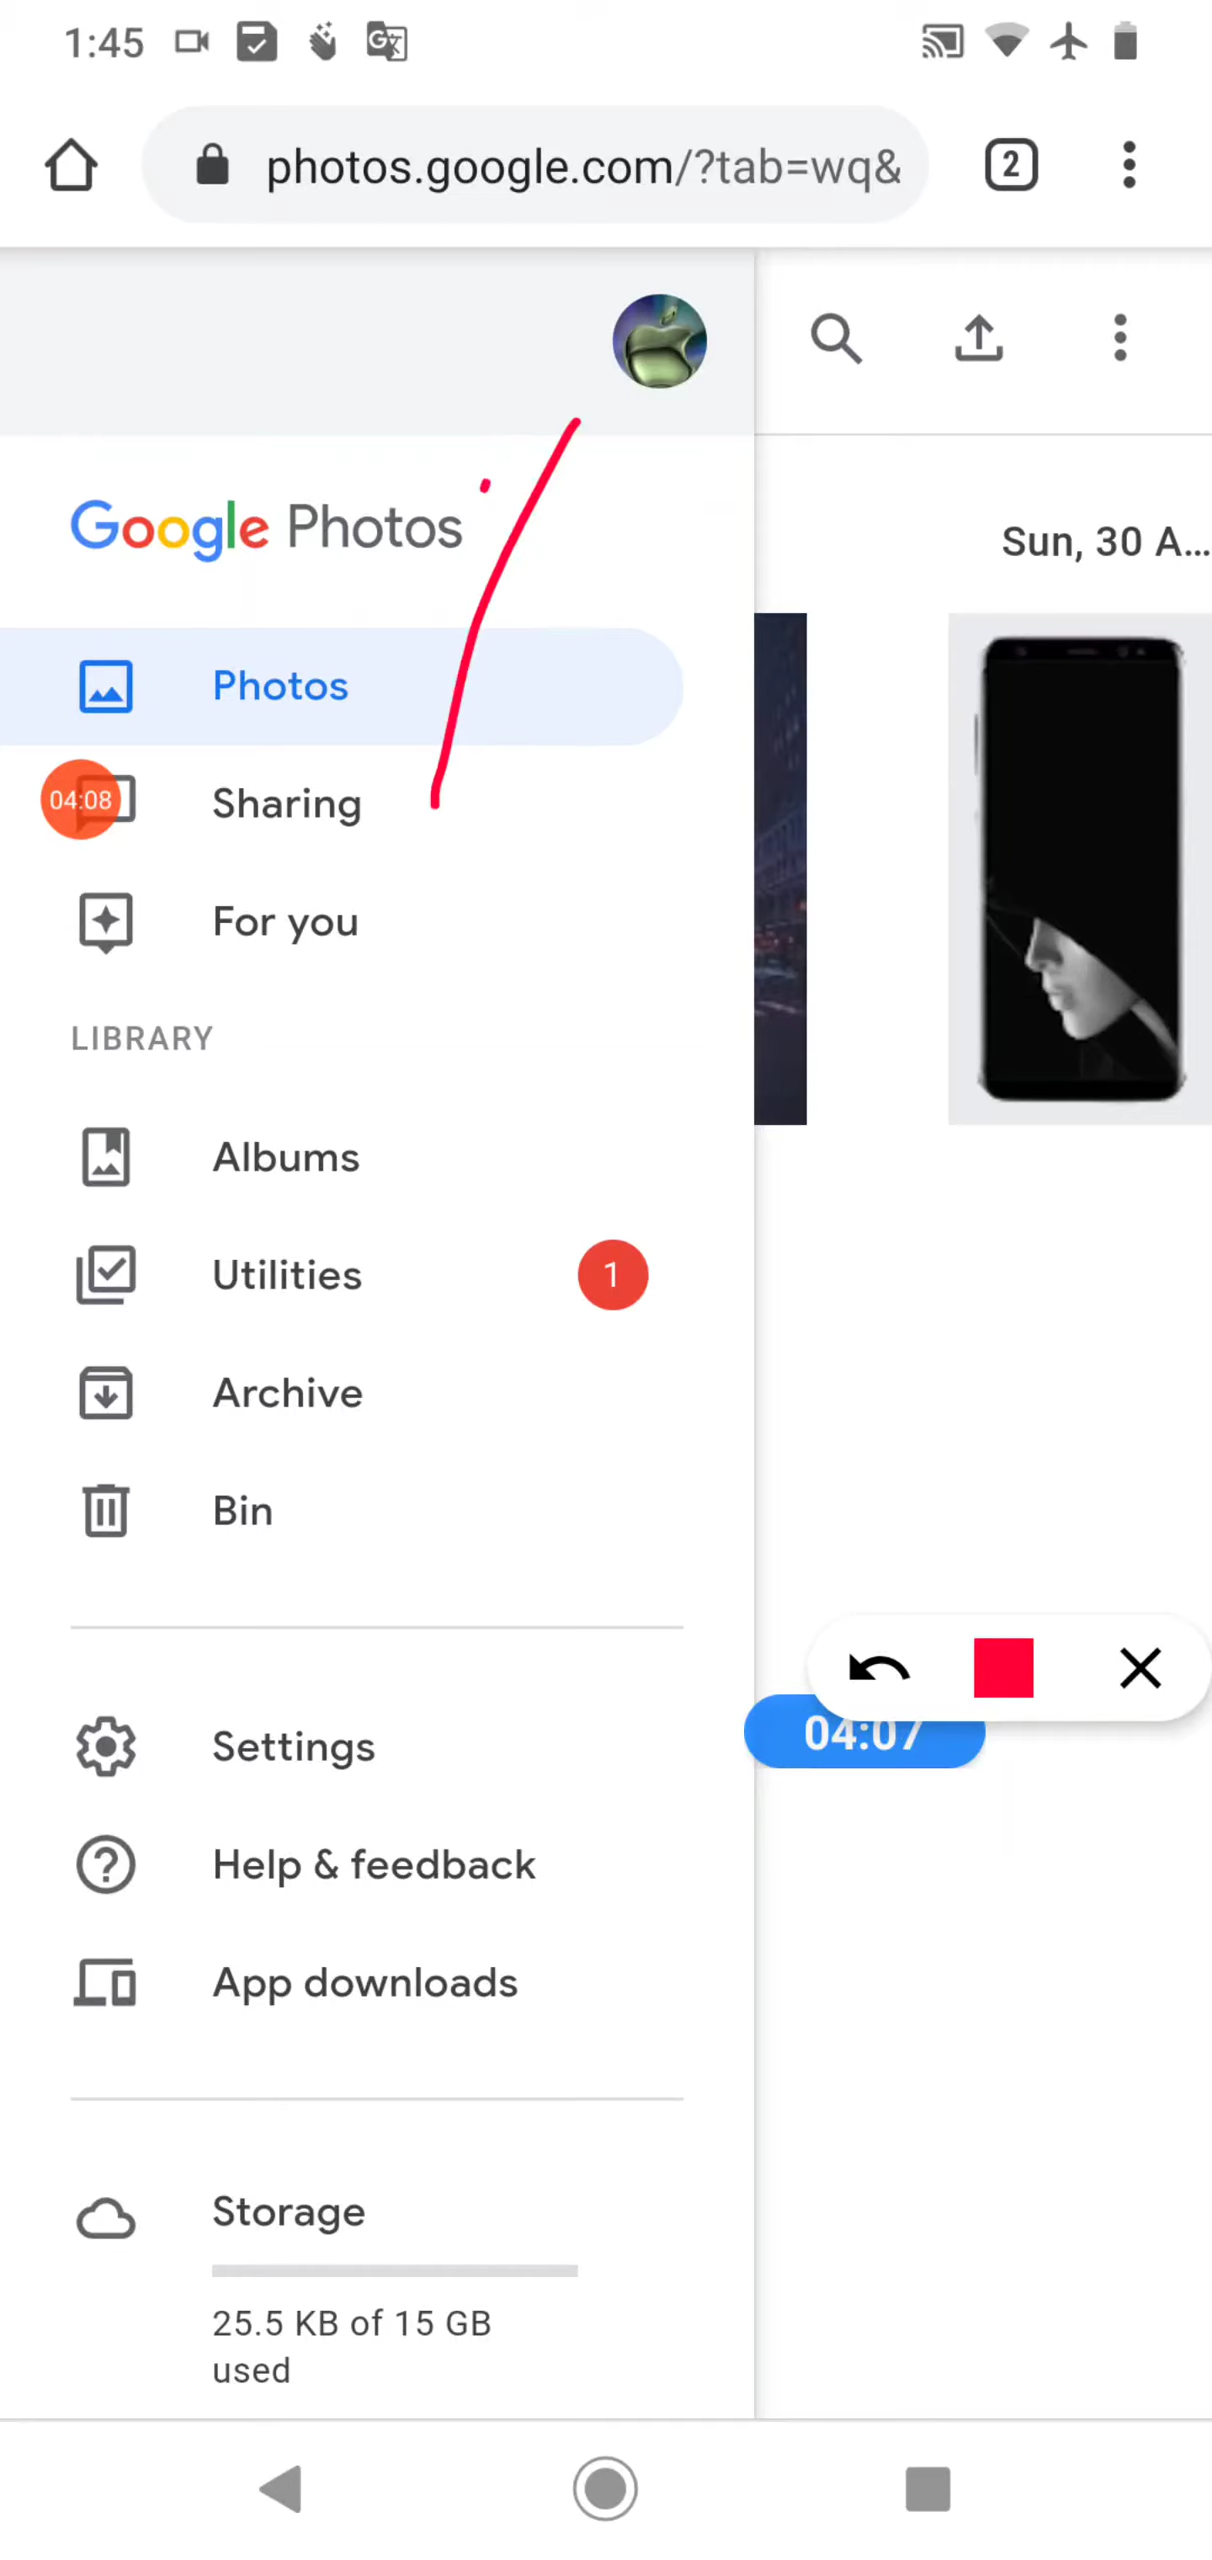 1:45
photos.google.com/?tab=wq&
2
Google Photos
Sun, 30 A...
Photos
04:08
Sharing
For you
LIBRARY
Albums
Utilities
1
Archive
Bin
04:07
Settings
Help & feedback
App downloads
Storage
25.5 KB of 15 GB
used